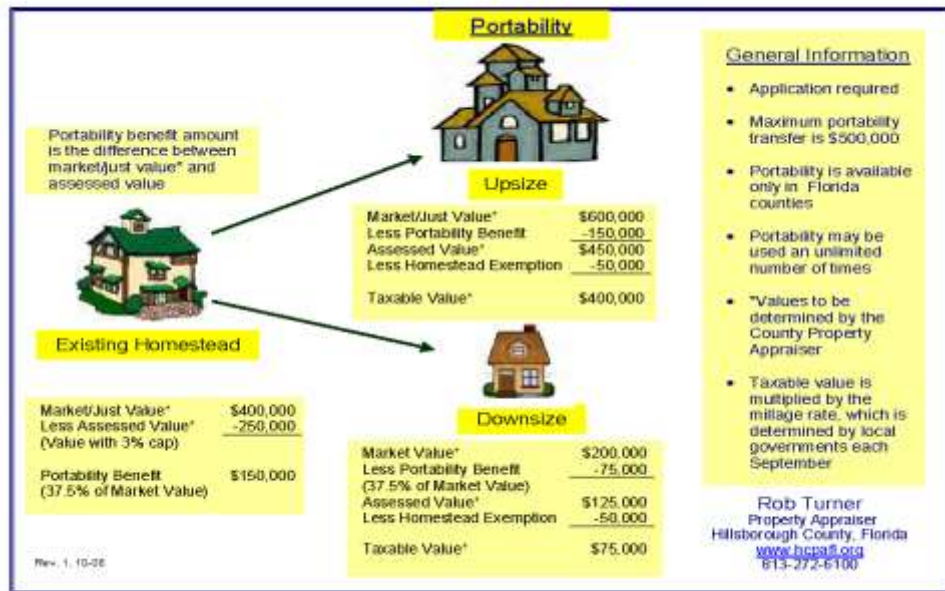 Portability
Portability benefit amount
is the difference between
market/just value* and
assessed value
Existing Homestead
Market/Just Value* $400,000
Less Assessed Value* -250,000
(Value with 3% cap)
Portability Benefit $150,000
(37.5% of Market Value)
Rev. 1, 10-08
Upsize
Market/Just Value* $600,000
Less Portability Benefit -150,000
Assessed Value* $450,000
Less Homestead Exemption -50,000
Taxable Value* $400,000
Downsize
Market Value* $200,000
Less Portability Benefit -75,000
(37.5% of Market Value)
Assessed Value* $125,000
Less Homestead Exemption -50,000
Taxable Value* $75,000
General Information
• Application required
• Maximum portability
transfer is $500,000
• Portability is available
only in Florida
counties
• Portability may be
used an unlimited
number of times
• *Values to be
determined by the
County Property
Appraiser
• Taxable value is
multiplied by the
millage rate, which is
determined by local
governments each
September
Rob Turner
Property Appraiser
Hillsborough County, Florida
www.hcpafl.org
813-272-6100